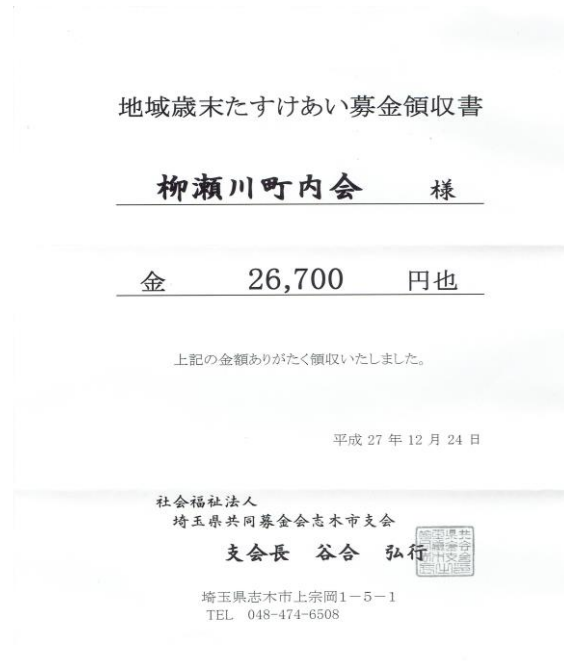 地域歳末たすけあい募金領収書
柳瀬川町内会 様
金 26,700 円也
上記の金額ありがたく領収いたしました。
平成 27 年 12 月 24 日
社会福祉法人
埼玉県共同募金会志木市支会
支会長 谷合 弘行
埼玉県志木市上宗岡1-5-1
TEL 048-474-6508